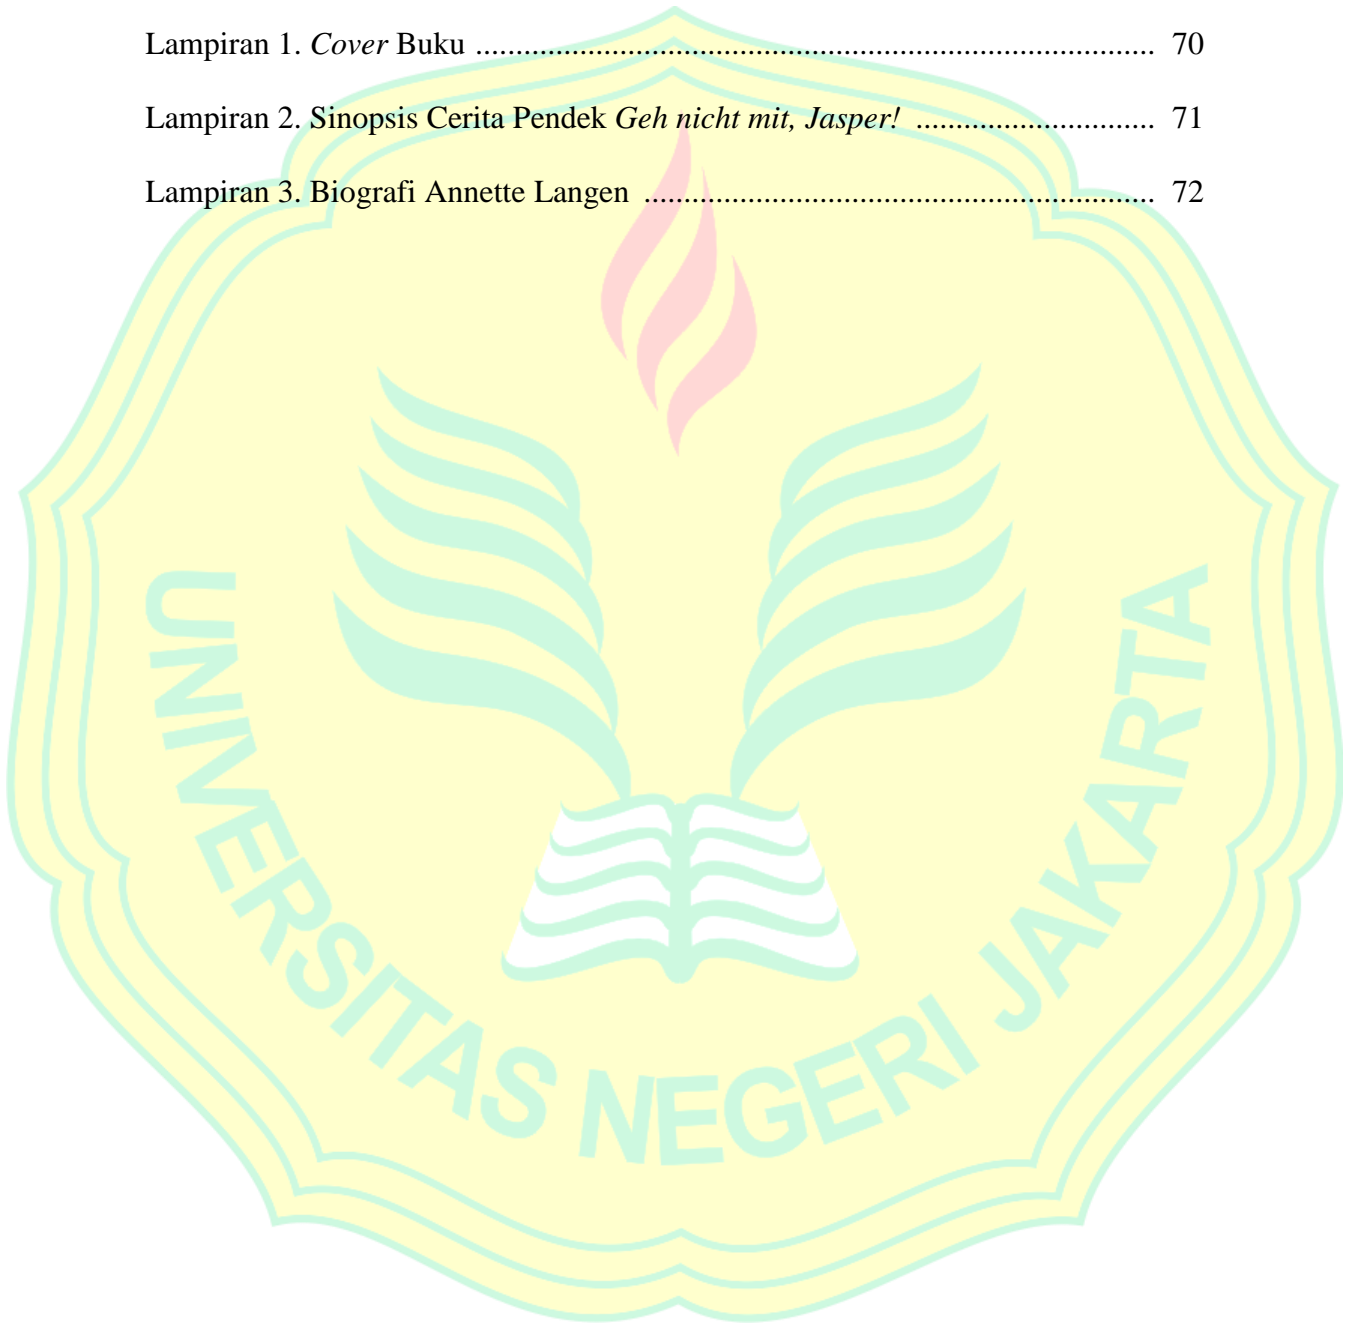 Lampiran 1. Cover Buku .................................................................................... 70
Lampiran 2. Sinopsis Cerita Pendek Geh nicht mit, Jasper! .............................. 71
Lampiran 3. Biografi Annette Langen ............................................................... 72
UNIVERSITAS NEGERI JAKARTA